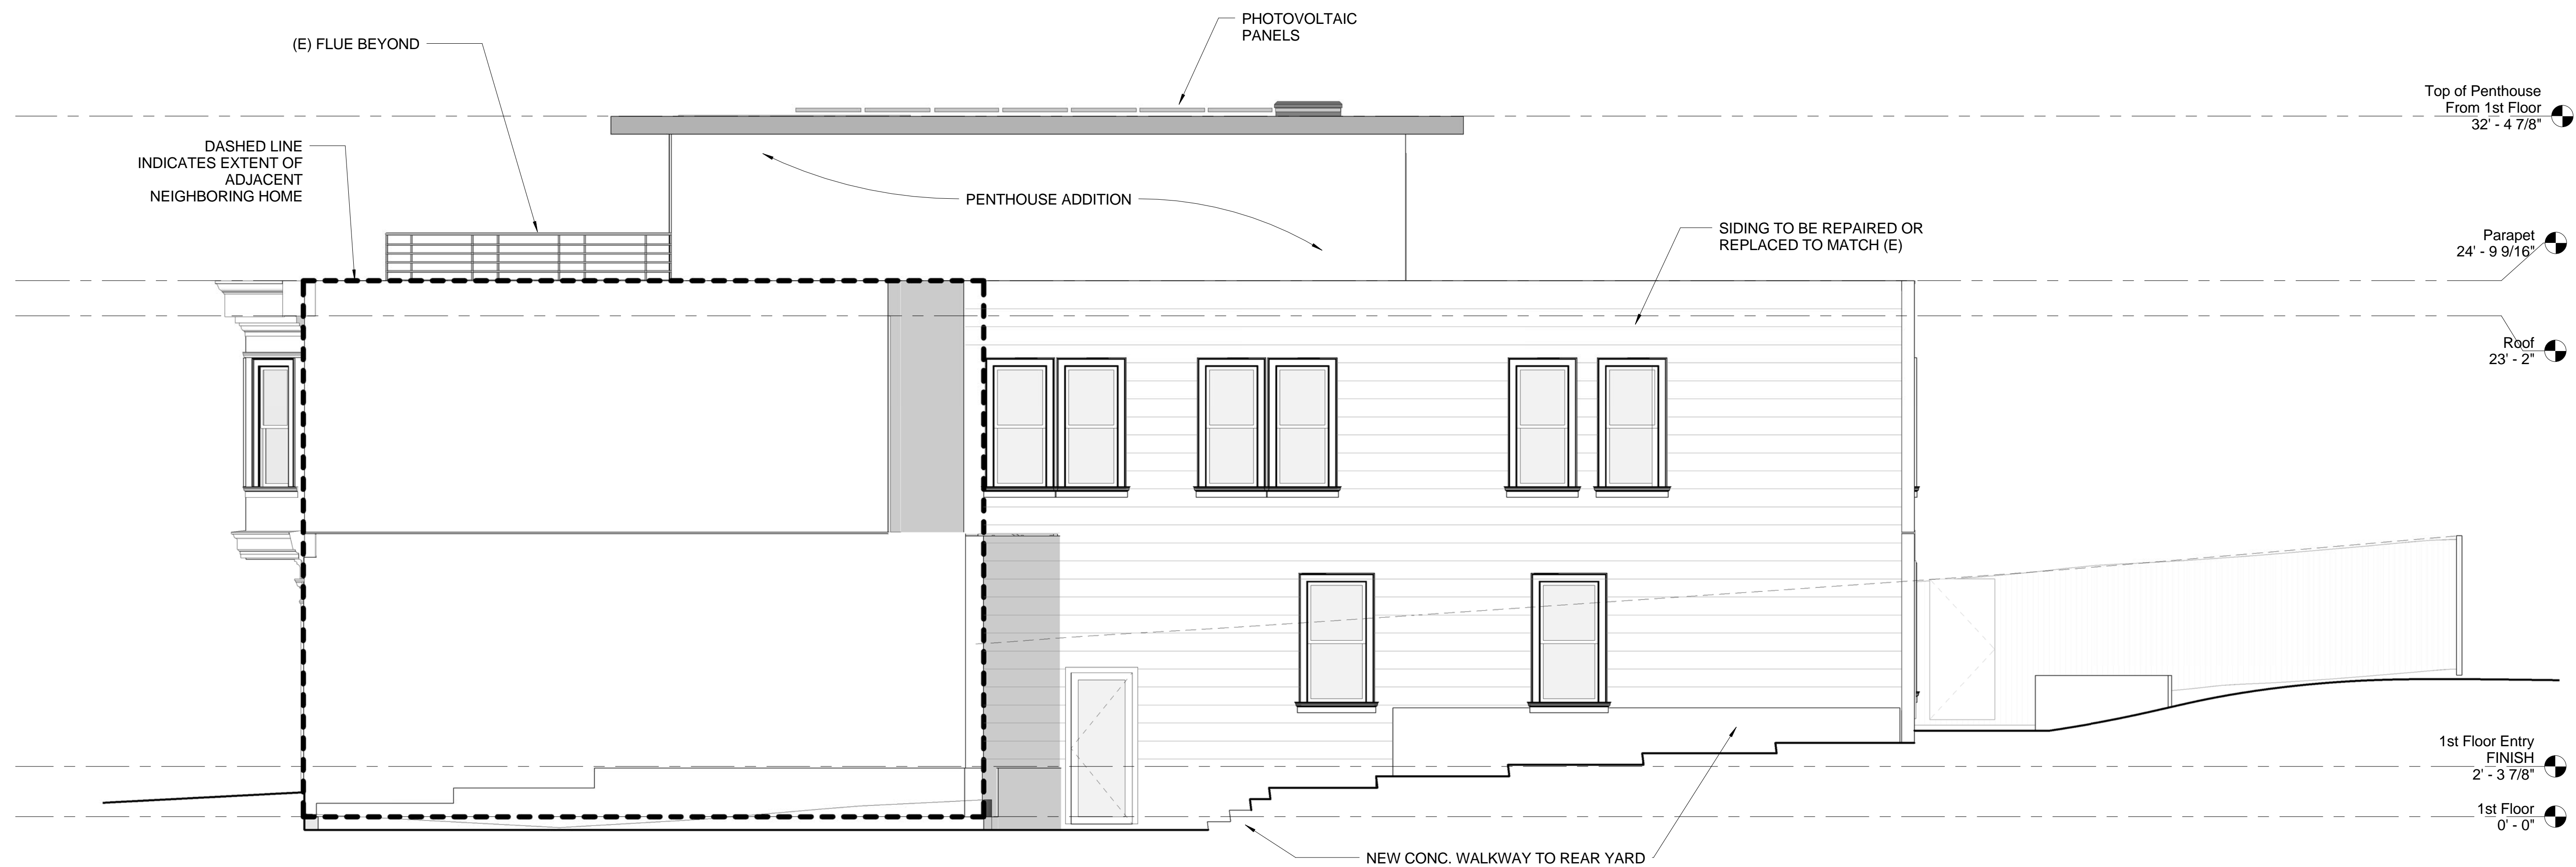 PHOTOVOLTAIC
PANELS
(E) FLUE BEYOND
Top of Penthouse
From 1st Floor
32' - 4 7/8"
DASHED LINE
INDICATES EXTENT OF
ADJACENT
NEIGHBORING HOME
PENTHOUSE ADDITION
SIDING TO BE REPAIRED OR
REPLACED TO MATCH (E)
Parapet
24' - 9 9/16"
Roof
23' - 2"
1st Floor Entry
FINISH
2' - 3 7/8"
1st Floor
0' - 0"
NEW CONC. WALKWAY TO REAR YARD